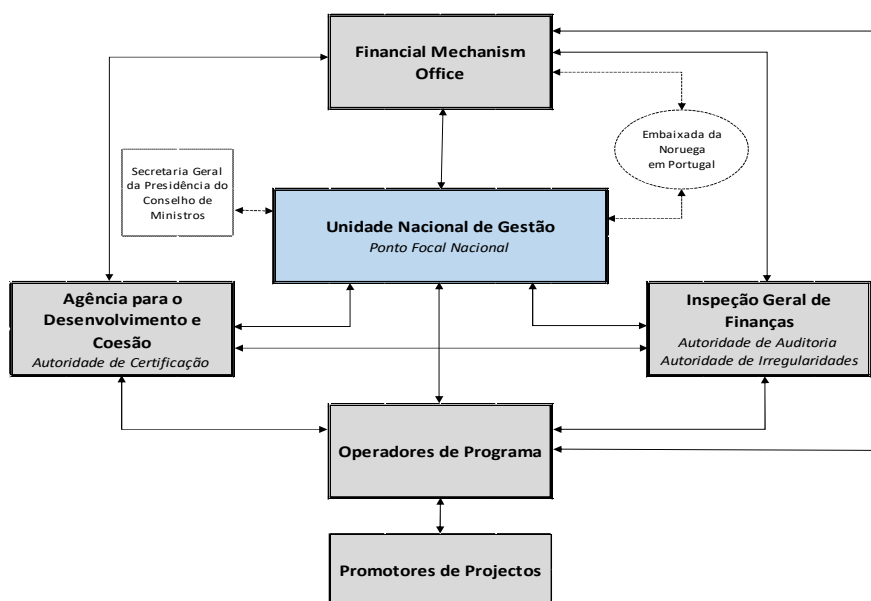 Financial Mechanism
Office
Embaixada da
Noruega
em Portugal
Secretaria Geral
da Presidência do
Conselho de
Ministros
Unidade Nacional de Gestão
Ponto Focal Nacional
Agência para o
Desenvolvimento e
Coesão
Autoridade de Certificação
Inspeção Geral de
Finanças
Autoridade de Auditoria
Autoridade de Irregularidades
Operadores de Programa
Promotores de Projectos